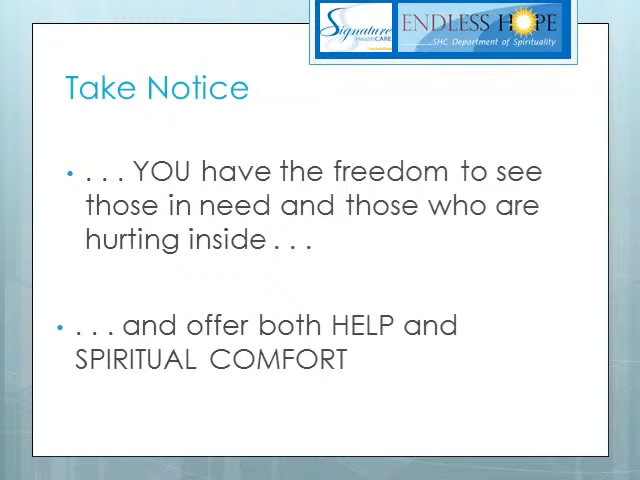 Signature
HealthCARE
ENDLESS HOPE
...SHC Department of Spirituality
Take Notice
• . . . YOU have the freedom to see
those in need and those who are
hurting inside . . .
• . . . and offer both HELP and
SPIRITUAL COMFORT